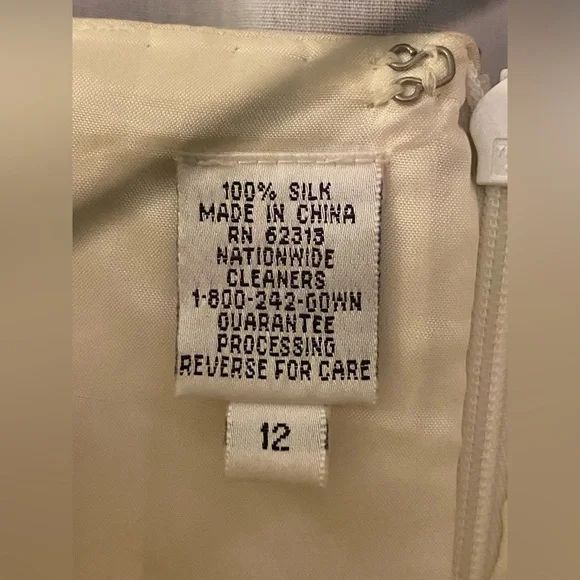 100% SILK
MADE IN CHINA
RN 62313
NATIONWIDE
CLEANERS
1-800-242-GOWN
GUARANTEE
PROCESSING
REVERSE FOR CARE
12